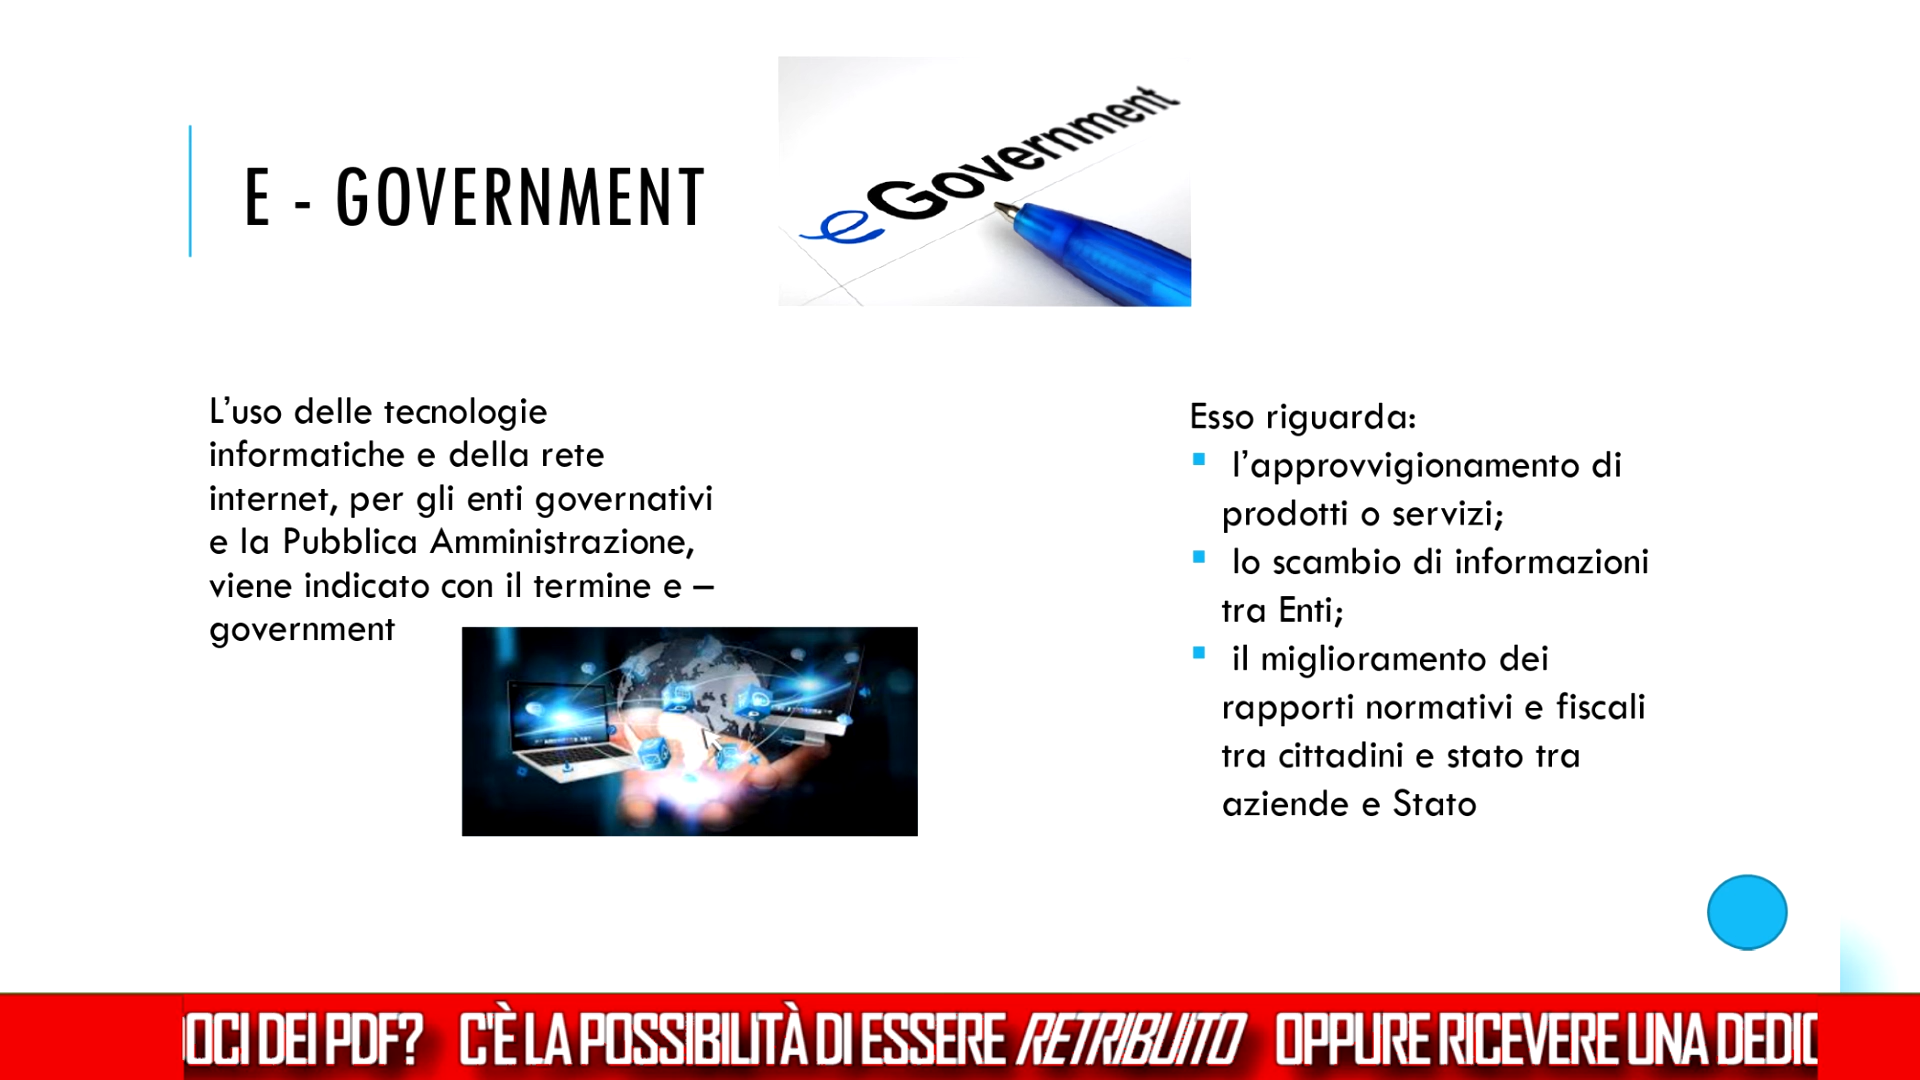 eGovernment
E - GOVERNMENT
L’uso delle tecnologie
informatiche e della rete
internet, per gli enti governativi
e la Pubblica Amministrazione,
viene indicato con il termine e –
government
Esso riguarda:
l’approvvigionamento di
prodotti o servizi;
lo scambio di informazioni
tra Enti;
il miglioramento dei
rapporti normativi e fiscali
tra cittadini e stato tra
aziende e Stato
DEI PDF? C'È LA POSSIBILITÀ DI ESSERE RETRIBUITO OPPURE RICEVERE UNA